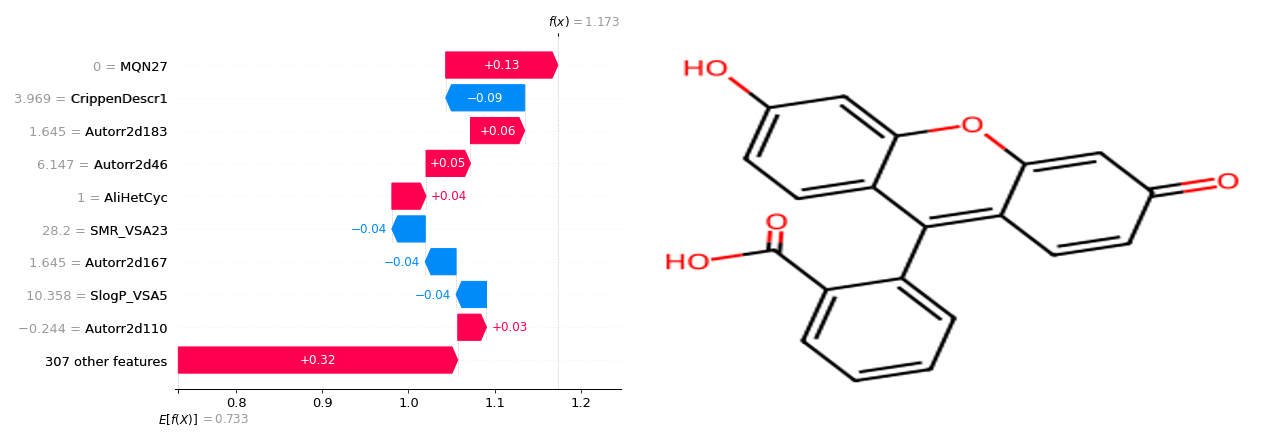 f(x) = 1.173
0 = MQN27
+0.13
3.969 = CrippenDescr1
−0.09
1.645 = Autorr2d183
+0.06
6.147 = Autorr2d46
+0.05
1 = AliHetCyc
+0.04
28.2 = SMR_VSA23
−0.04
1.645 = Autorr2d167
−0.04
10.358 = SlogP_VSA5
−0.04
−0.244 = Autorr2d110
+0.03
307 other features
+0.32
0.8 0.9 1.0 1.1 1.2
E[f(X)] = 0.733
HO
O
O
O
HO